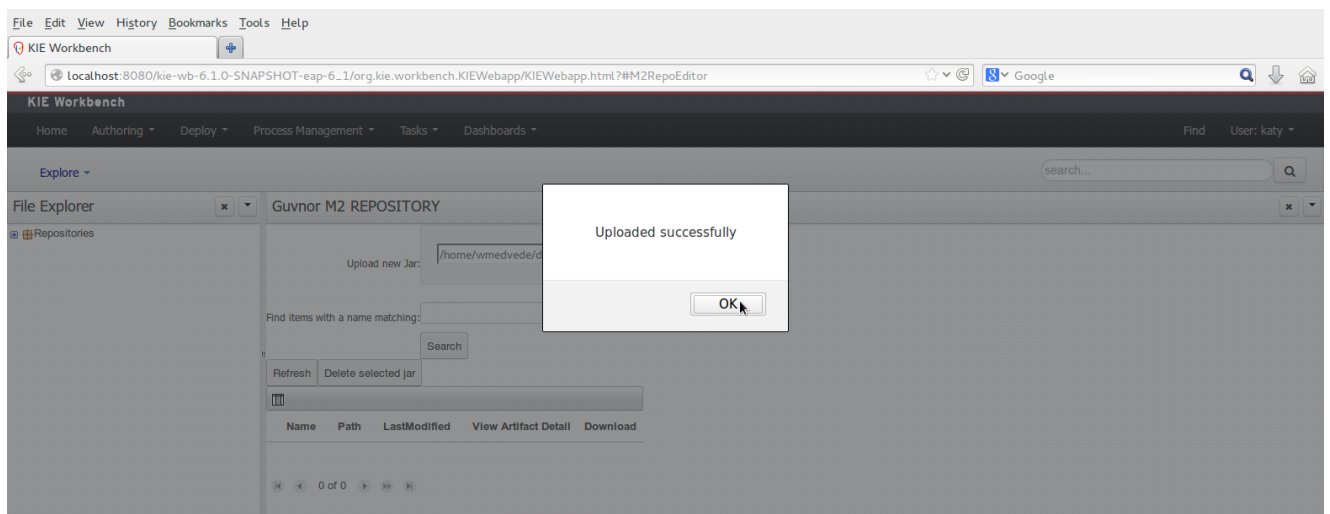 File Edit View History Bookmarks Tools Help
KIE Workbench
localhost:8080/kie-wb-6.1.0-SNAPSHOT-eap-6_1/org.kie.workbench.KIEWebapp/KIEWebapp.html?#M2RepoEditor
Google
KIE Workbench
Home Authoring Deploy Process Management Tasks Dashboards Find User: katy
Explore search...
File Explorer Guvnor M2 REPOSITORY
Repositories
Uploaded successfully
Upload new Jar: /home/wmedvede/d
OK
Find items with a name matching:
Search
Refresh Delete selected jar
Name Path LastModified View Artifact Detail Download
0 of 0